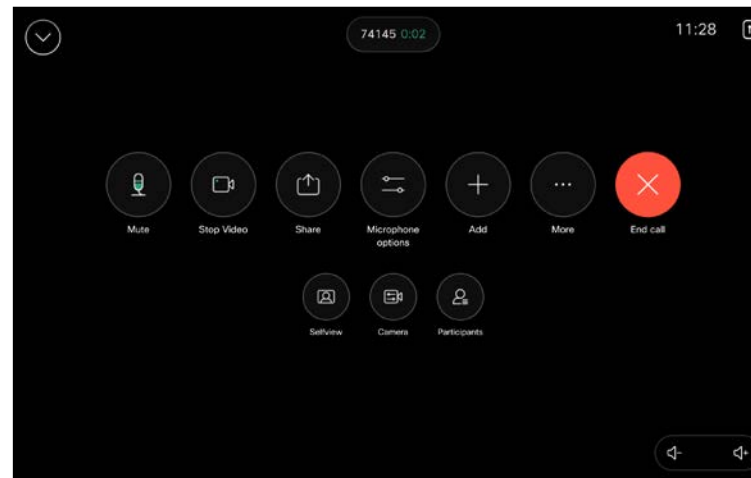 74145 0:02
11:28
Mute
Stop Video
Share
Microphone
options
Add
More
End call
Selfview
Camera
Participants